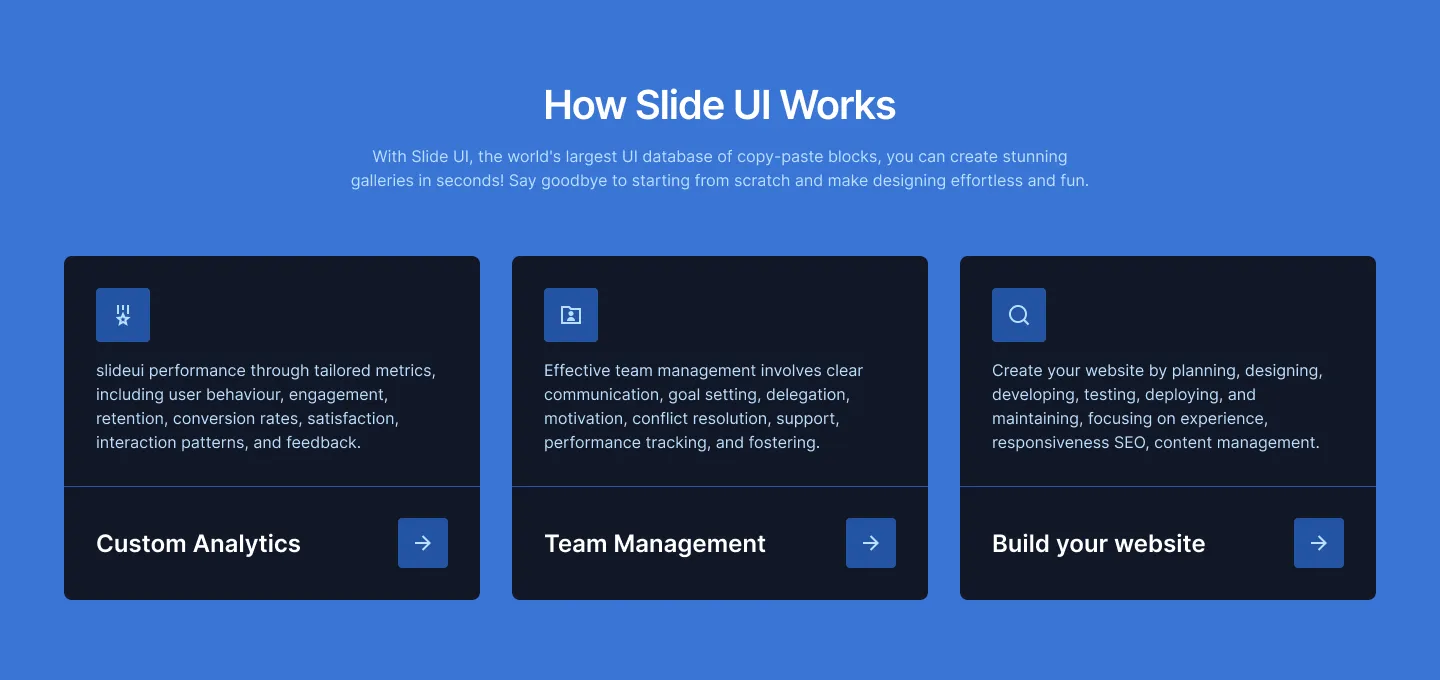 How Slide UI Works
With Slide UI, the world's largest UI database of copy-paste blocks, you can create stunning
galleries in seconds! Say goodbye to starting from scratch and make designing effortless and fun.
slideui performance through tailored metrics,
including user behaviour, engagement,
retention, conversion rates, satisfaction,
interaction patterns, and feedback.
Custom Analytics
Effective team management involves clear
communication, goal setting, delegation,
motivation, conflict resolution, support,
performance tracking, and fostering.
Team Management
Create your website by planning, designing,
developing, testing, deploying, and
maintaining, focusing on experience,
responsiveness SEO, content management.
Build your website